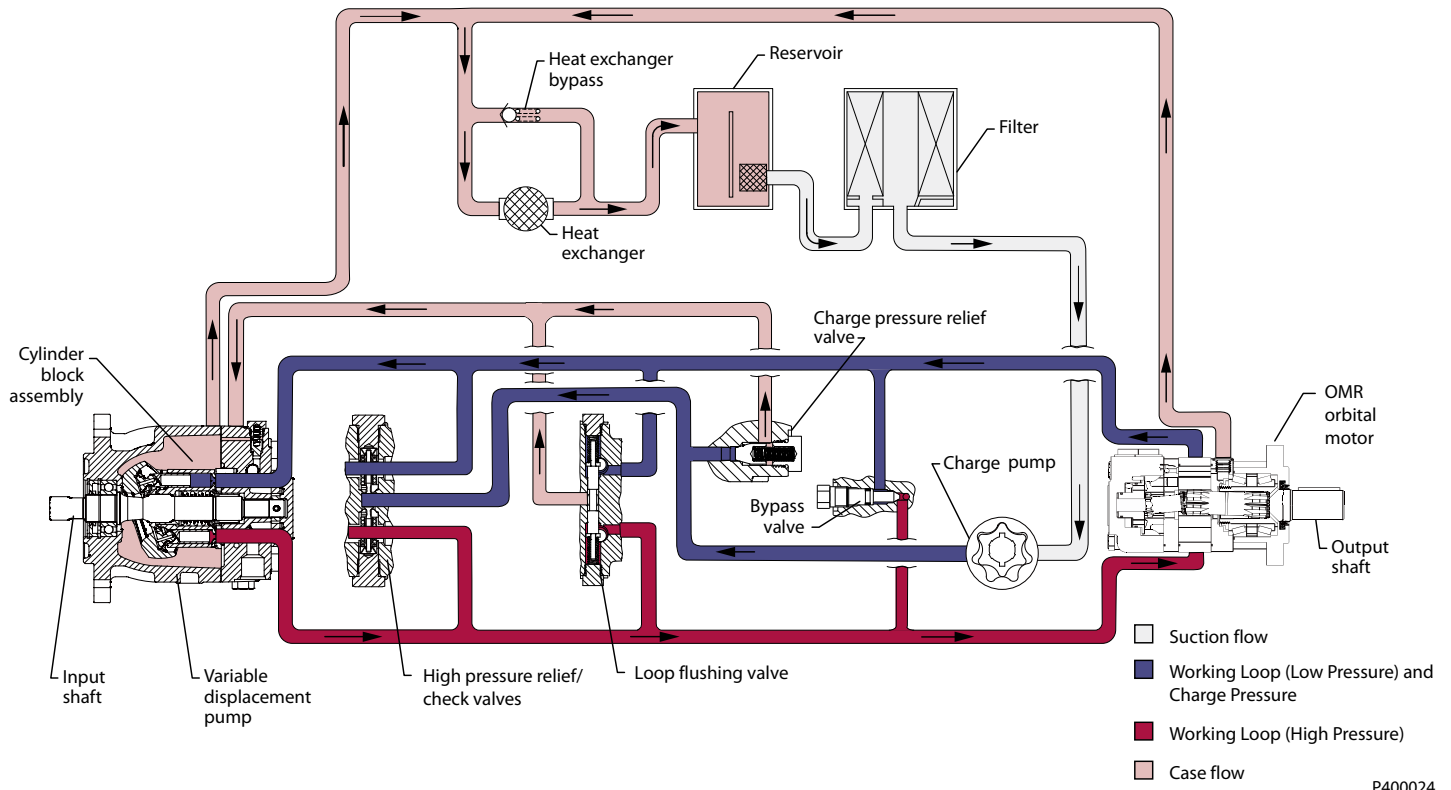 Heat exchanger
bypass
Reservoir
Filter
Heat
exchanger
Charge pressure relief
valve
Cylinder
block
assembly
OMR
orbital
motor
Charge pump
Bypass
valve
Output
shaft
Input
shaft
Variable
displacement
pump
High pressure relief/
check valves
Loop flushing valve
Suction flow
Working Loop (Low Pressure) and
Charge Pressure
Working Loop (High Pressure)
Case flow
P400024